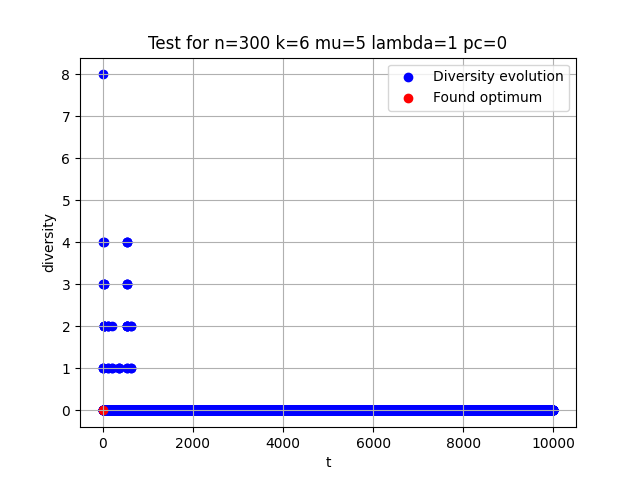 Test for n=300 k=6 mu=5 lambda=1 pc=0
Diversity evolution
Found optimum
8
7
6
5
4
3
2
1
0
diversity
0 2000 4000 6000 8000 10000
t